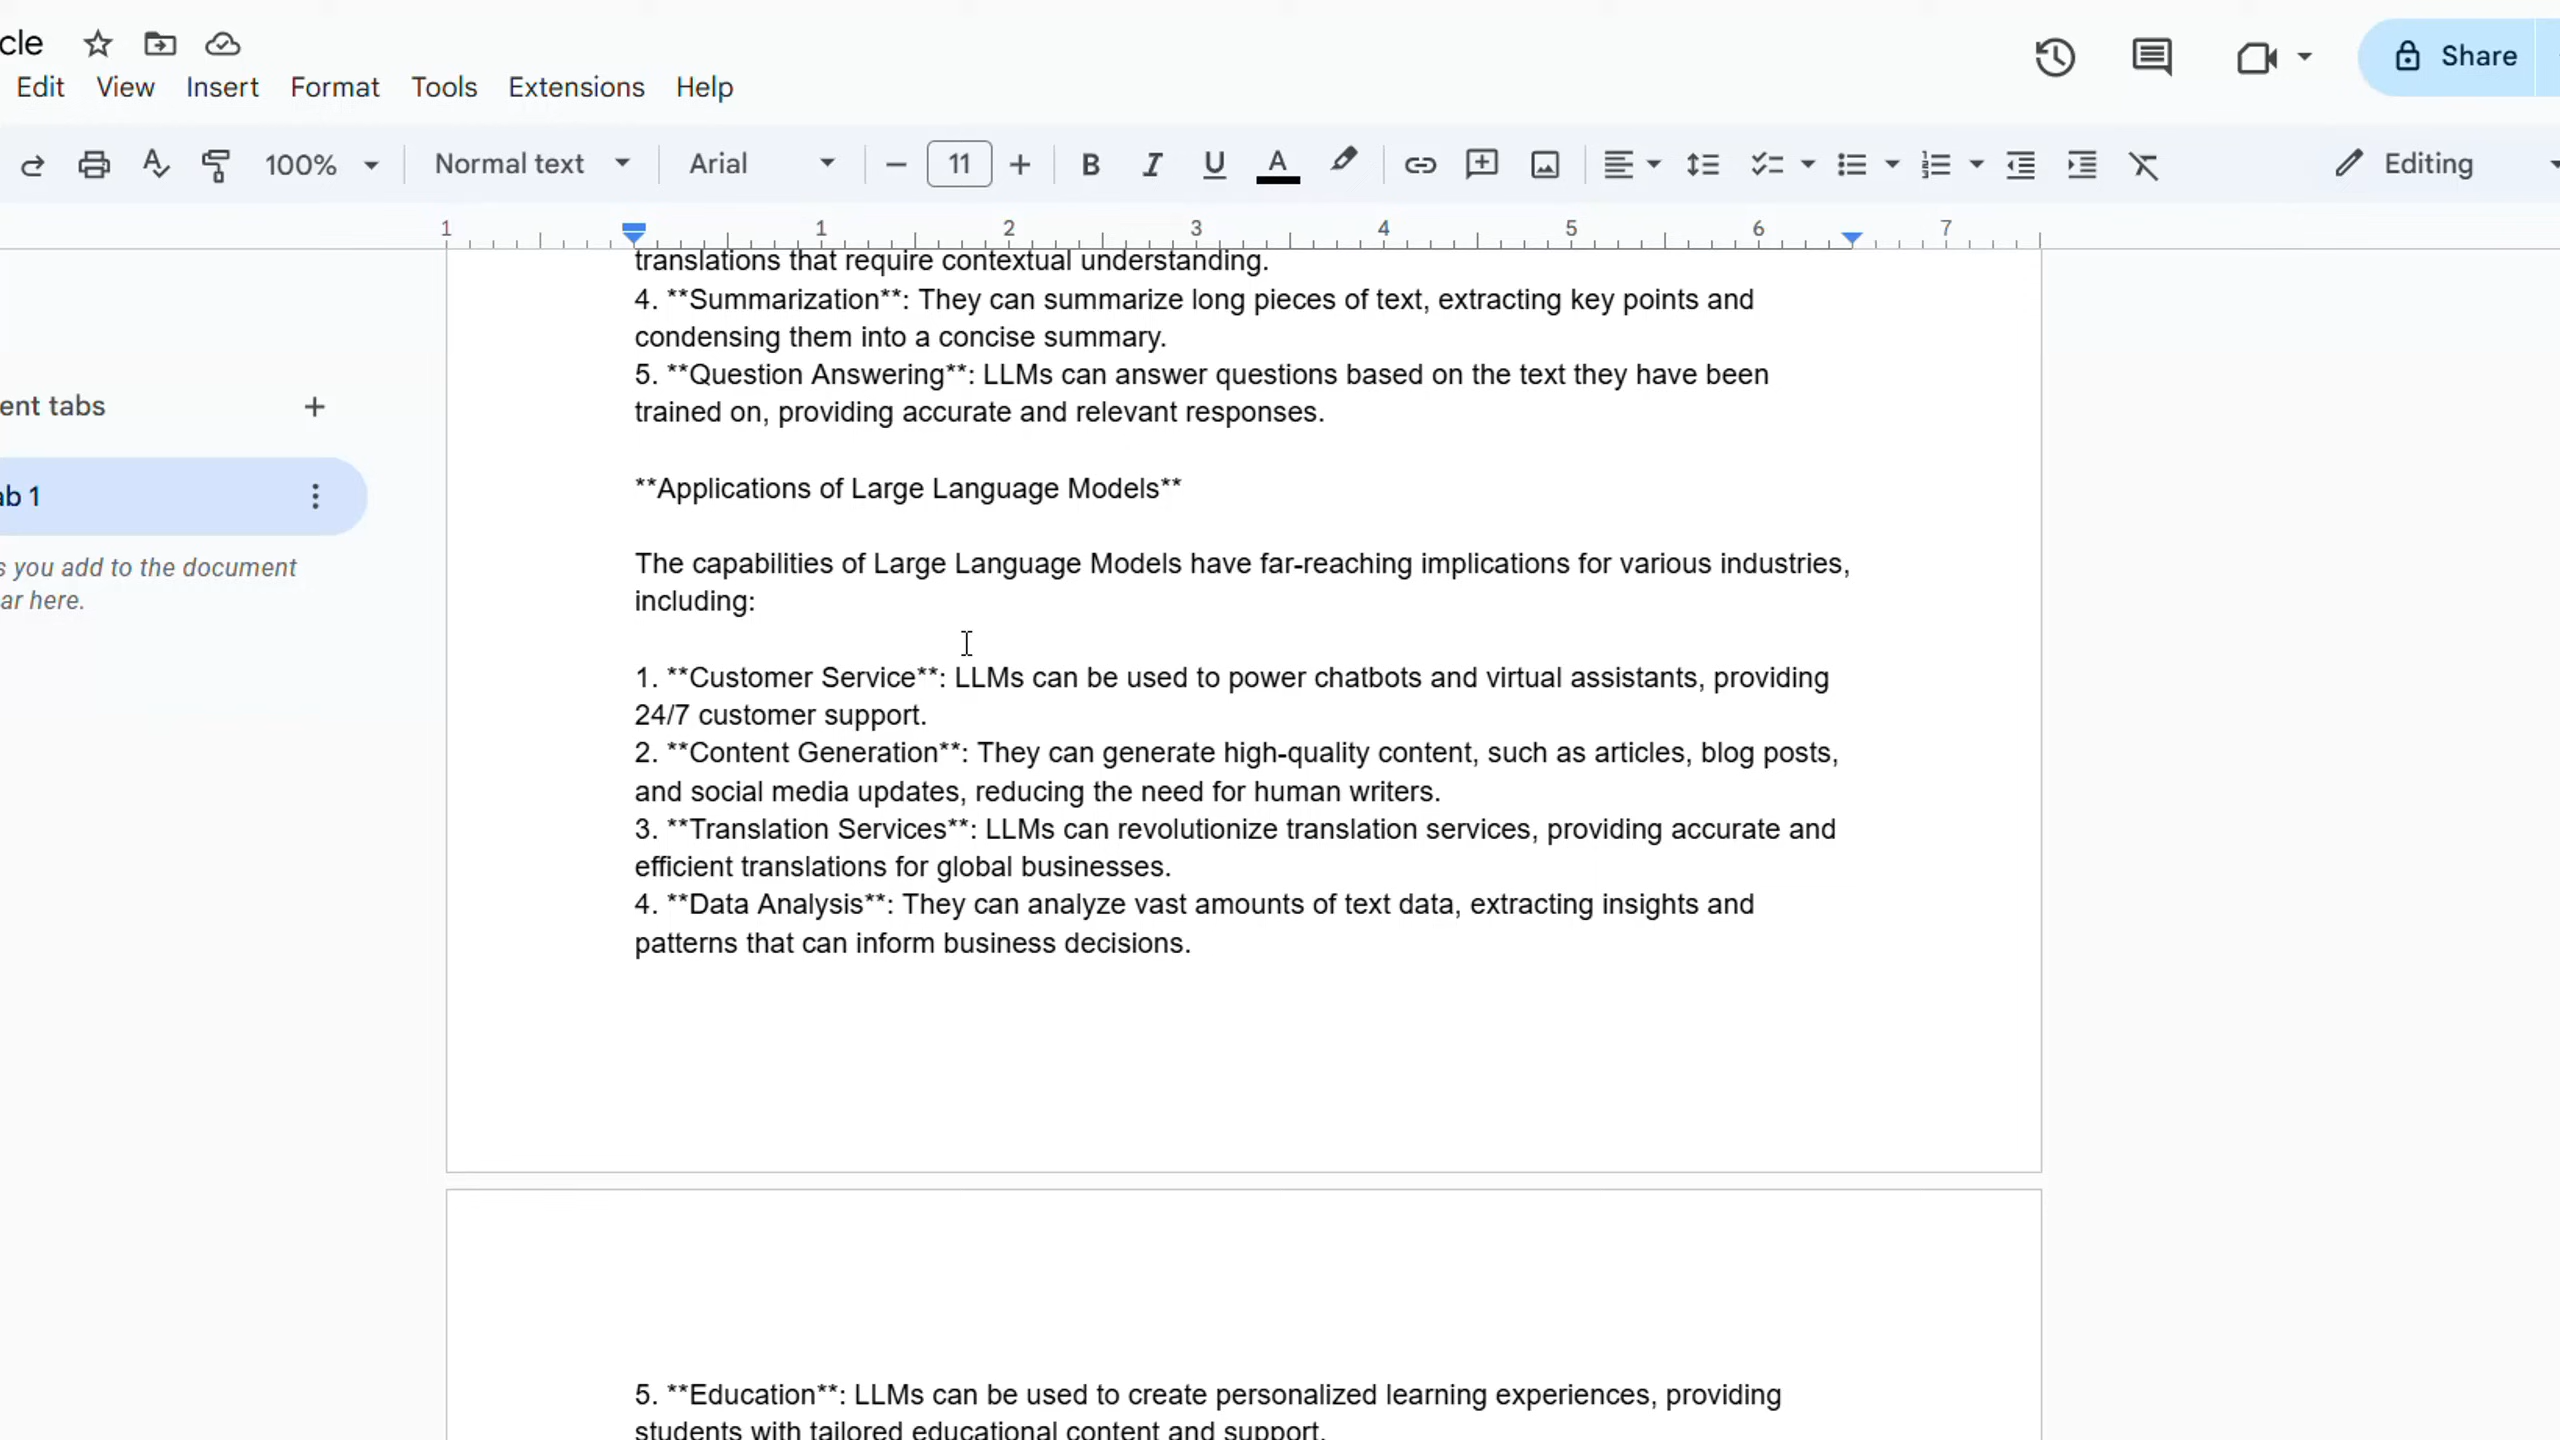 cle
Edit View Insert Format Tools Extensions Help
Share
100% Normal text Arial 11 B I U A Editing
1 1 2 3 4 5 6 7
translations that require contextual understanding.
4. **Summarization**: They can summarize long pieces of text, extracting key points and
condensing them into a concise summary.
5. **Question Answering**: LLMs can answer questions based on the text they have been
trained on, providing accurate and relevant responses.
ent tabs
**Applications of Large Language Models**
ab 1
s you add to the document
ar here.
The capabilities of Large Language Models have far-reaching implications for various industries,
including:
1. **Customer Service**: LLMs can be used to power chatbots and virtual assistants, providing
24/7 customer support.
2. **Content Generation**: They can generate high-quality content, such as articles, blog posts,
and social media updates, reducing the need for human writers.
3. **Translation Services**: LLMs can revolutionize translation services, providing accurate and
efficient translations for global businesses.
4. **Data Analysis**: They can analyze vast amounts of text data, extracting insights and
patterns that can inform business decisions.
5. **Education**: LLMs can be used to create personalized learning experiences, providing
students with tailored educational content and support.